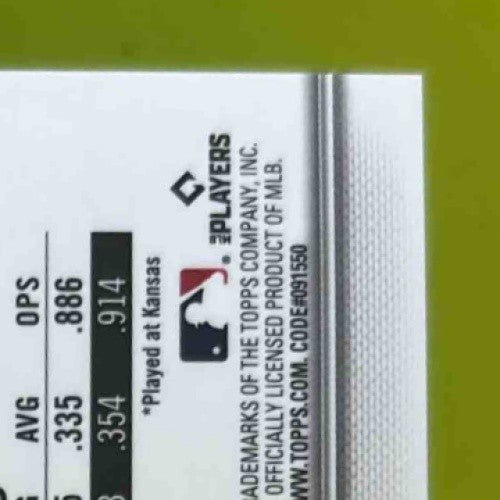 AVG OPS
.335 .886
.354 .914
*Played at Kansas
PLAYERS
OF THE TOPPS COMPANY, INC.
OFFICIALLY LICENSED PRODUCT OF MLB.
WWW.TOPPS.COM. CODE#091550